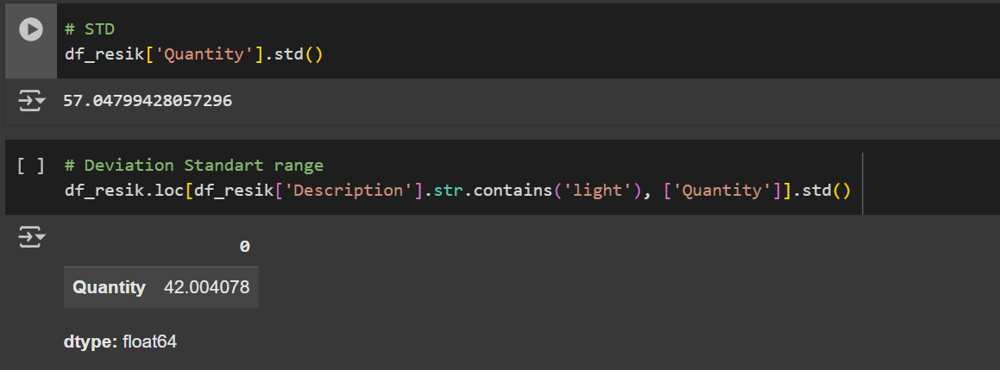 # STD
df_resik['Quantity'].std()
57.04799428057296
[ ] # Deviation Standart range
df_resik.loc[df_resik['Description'].str.contains('light'), ['Quantity']].std()
0
Quantity 42.004078
dtype: float64